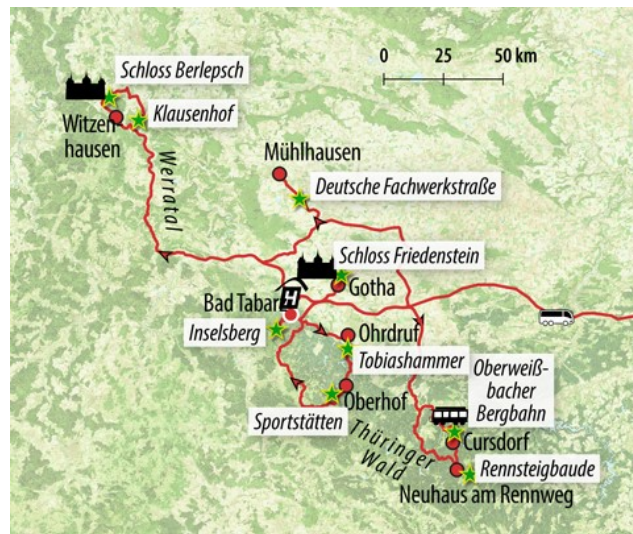 0 25 50 km
Schloss Berlepsch
Klausenhof
Witzen
hausen
Werratal
Mühlhausen
Deutsche Fachwerkstraße
Schloss Friedenstein
Gotha
H
Bad Tabar
Inselsberg
Ohrdruf
Tobiashammer
Oberweiß-
bacher
Bergbahn
Oberhof
Sportstätten
Thüringer
Wald
Cursdorf
Rennsteigbaude
Neuhaus am Rennweg